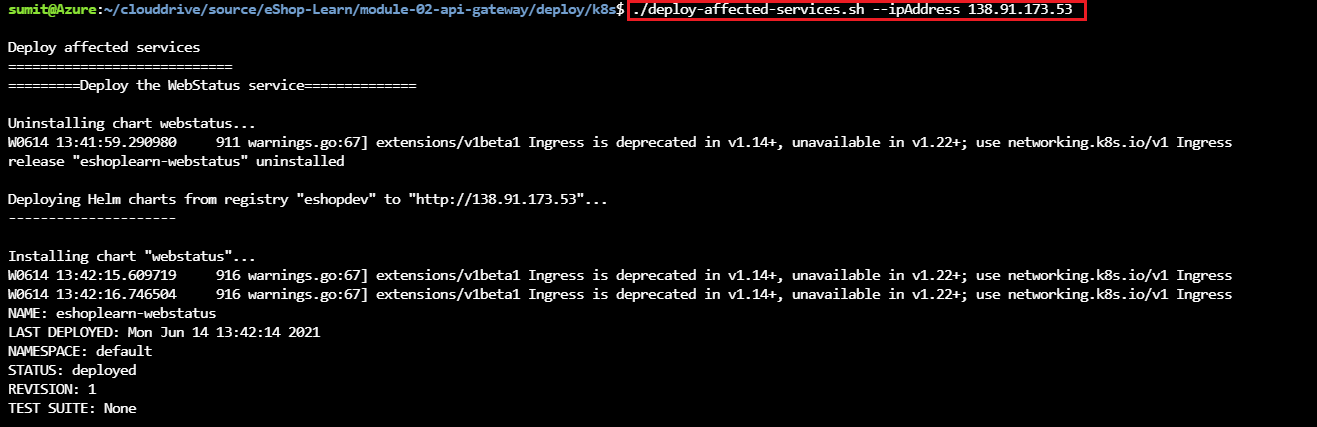 sumit@Azure:~/clouddrive/source/eShop-Learn/module-02-api-gateway/deploy/k8s$ ./deploy-affected-services.sh --ipAddress 138.91.173.53
Deploy affected services
============================
=========Deploy the WebStatus service==============
Uninstalling chart webstatus...
W0614 13:41:59.290980     911 warnings.go:67] extensions/v1beta1 Ingress is deprecated in v1.14+, unavailable in v1.22+; use networking.k8s.io/v1 Ingress
release "eshoplearn-webstatus" uninstalled
Deploying Helm charts from registry "eshopdev" to "http://138.91.173.53"...
---------------------
Installing chart "webstatus"...
W0614 13:42:15.609719     916 warnings.go:67] extensions/v1beta1 Ingress is deprecated in v1.14+, unavailable in v1.22+; use networking.k8s.io/v1 Ingress
W0614 13:42:16.746504     916 warnings.go:67] extensions/v1beta1 Ingress is deprecated in v1.14+, unavailable in v1.22+; use networking.k8s.io/v1 Ingress
NAME: eshoplearn-webstatus
LAST DEPLOYED: Mon Jun 14 13:42:14 2021
NAMESPACE: default
STATUS: deployed
REVISION: 1
TEST SUITE: None